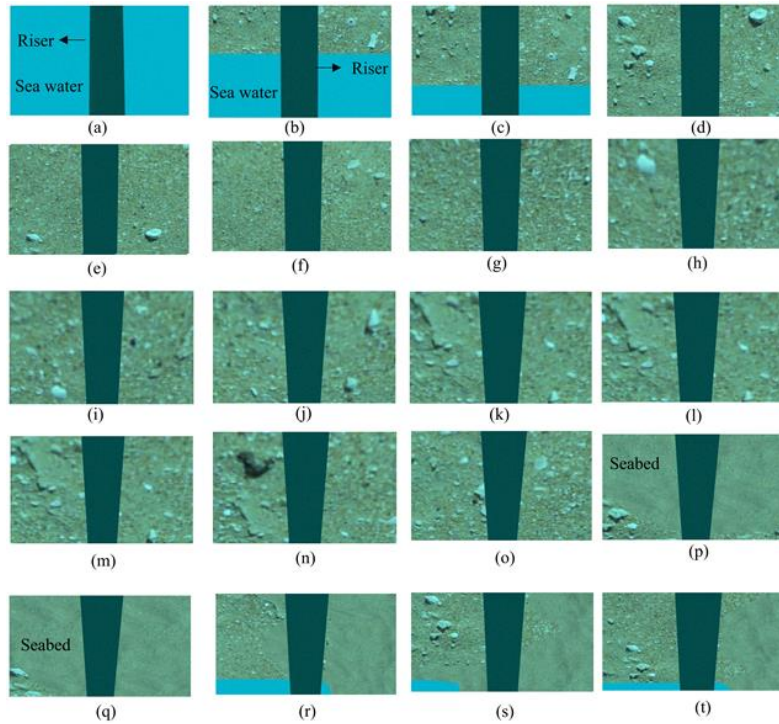 Riser
Sea water
(a)
Sea water
Riser
(b)
(c)
(d)
(e)
(f)
(g)
(h)
(i)
(j)
(k)
(l)
(m)
(n)
(o)
Seabed
(p)
Seabed
(q)
(r)
(s)
(t)